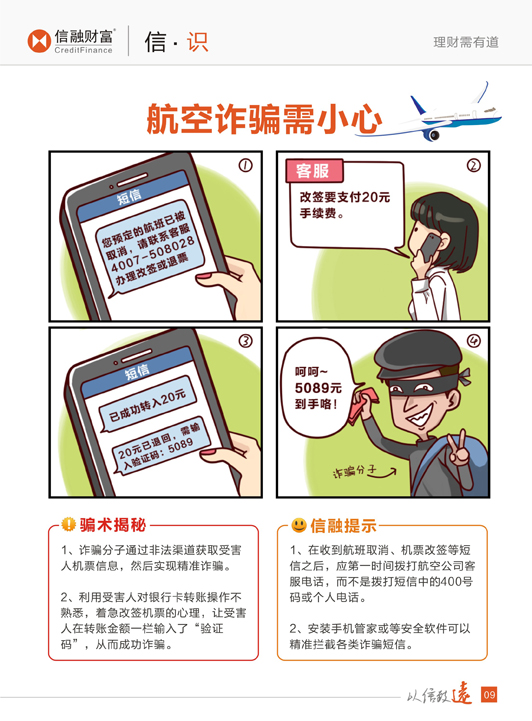 信融财富®
CreditFinance
信·识
理财需有道
航空诈骗需小心
①
短信
您预定的航班已被
取消，请联系客服
4007-508028
办理改签或退票
②
客服
改签要支付20元
手续费。
③
短信
已成功转入20元
20元已退回，需输
入验证码：5089
④
呵呵~
5089元
到手咯！
诈骗分子
骗术揭秘
1、诈骗分子通过非法渠道获取受害
人机票信息，然后实现精准诈骗。
2、利用受害人对银行卡转账操作不
熟悉，着急改签机票的心理，让受害
人在转账金额一栏输入了“验证
码”，从而成功诈骗。
信融提示
1、在收到航班取消、机票改签等短
信之后，应第一时间拨打航空公司客
服电话，而不是拨打短信中的400号
码或个人电话。
2、安装手机管家或等安全软件可以
精准拦截各类诈骗短信。
以信致远
09